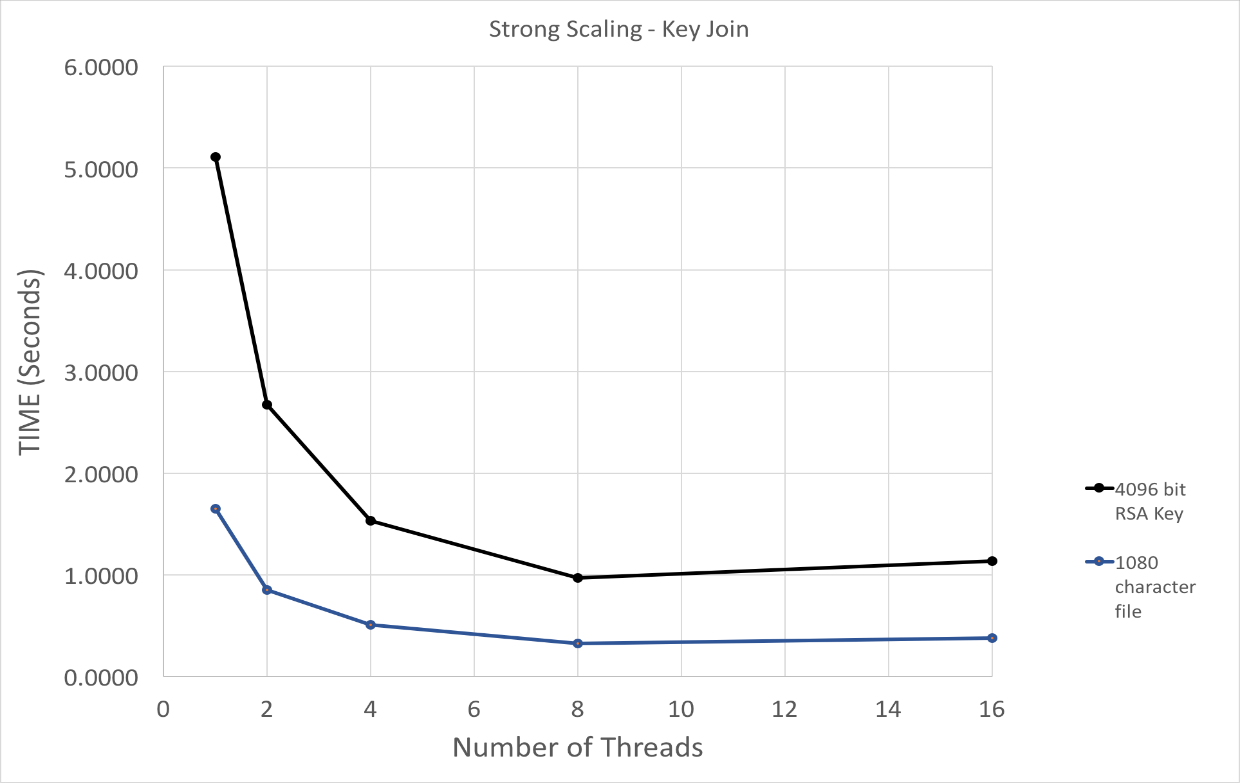 Strong Scaling - Key Join
6.0000
5.0000
4.0000
3.0000
2.0000
1.0000
0.0000
TIME (Seconds)
0 2 4 6 8 10 12 14 16
Number of Threads
4096 bit
RSA Key
1080
character
file